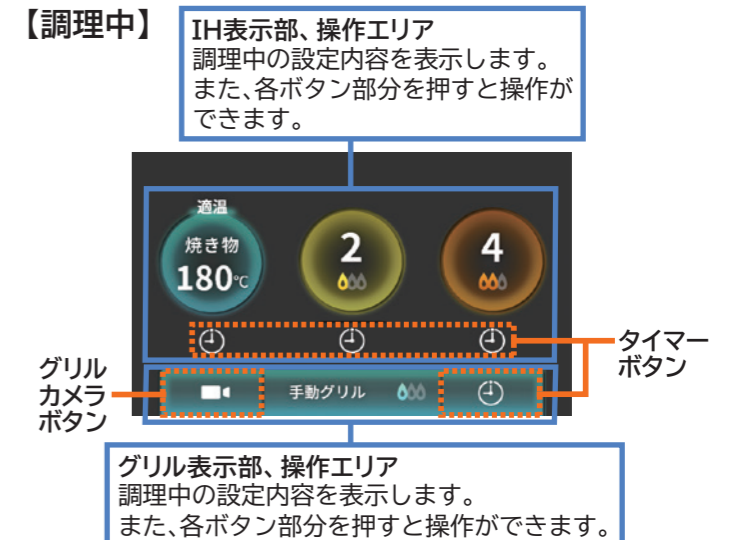 【調理中】
IH表示部、操作エリア
調理中の設定内容を表示します。
また、各ボタン部分を押すと操作が
できます。
適温
焼き物
180℃
2
4
タイマー
ボタン
グリル
カメラ
ボタン
手動グリル
グリル表示部、操作エリア
調理中の設定内容を表示します。
また、各ボタン部分を押すと操作ができます。